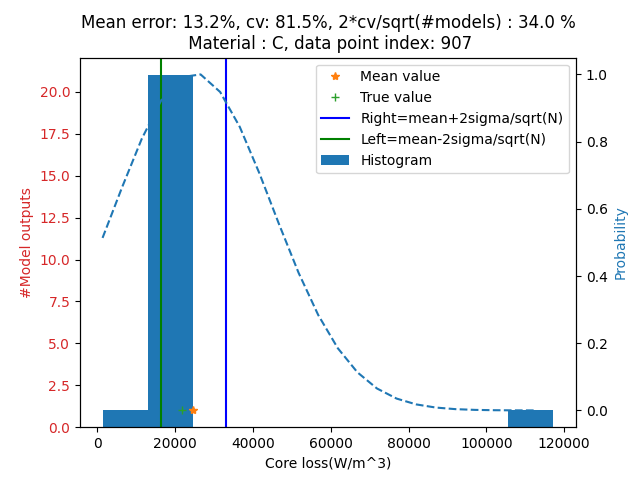 Mean error: 13.2%, cv: 81.5%, 2*cv/sqrt(#models) : 34.0 %
Material : C, data point index: 907
Mean value
True value
Right=mean+2sigma/sqrt(N)
Left=mean-2sigma/sqrt(N)
Histogram
#Model outputs
20.0
17.5
15.0
12.5
10.0
7.5
5.0
2.5
0.0
1.0
0.8
0.6
0.4
0.2
0.0
Probability
0 20000 40000 60000 80000 100000 120000
Core loss(W/m^3)